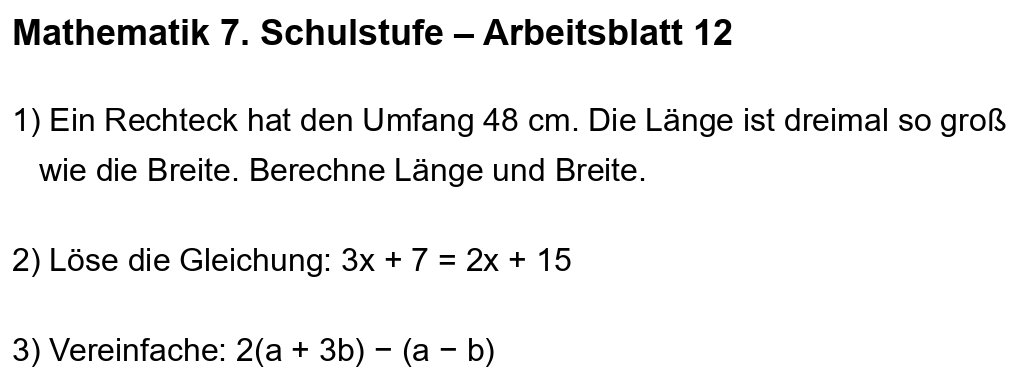 Mathematik 7. Schulstufe – Arbeitsblatt 12
1) Ein Rechteck hat den Umfang 48 cm. Die Länge ist dreimal so groß
wie die Breite. Berechne Länge und Breite.
2) Löse die Gleichung: 3x + 7 = 2x + 15
3) Vereinfache: 2(a + 3b) − (a − b)